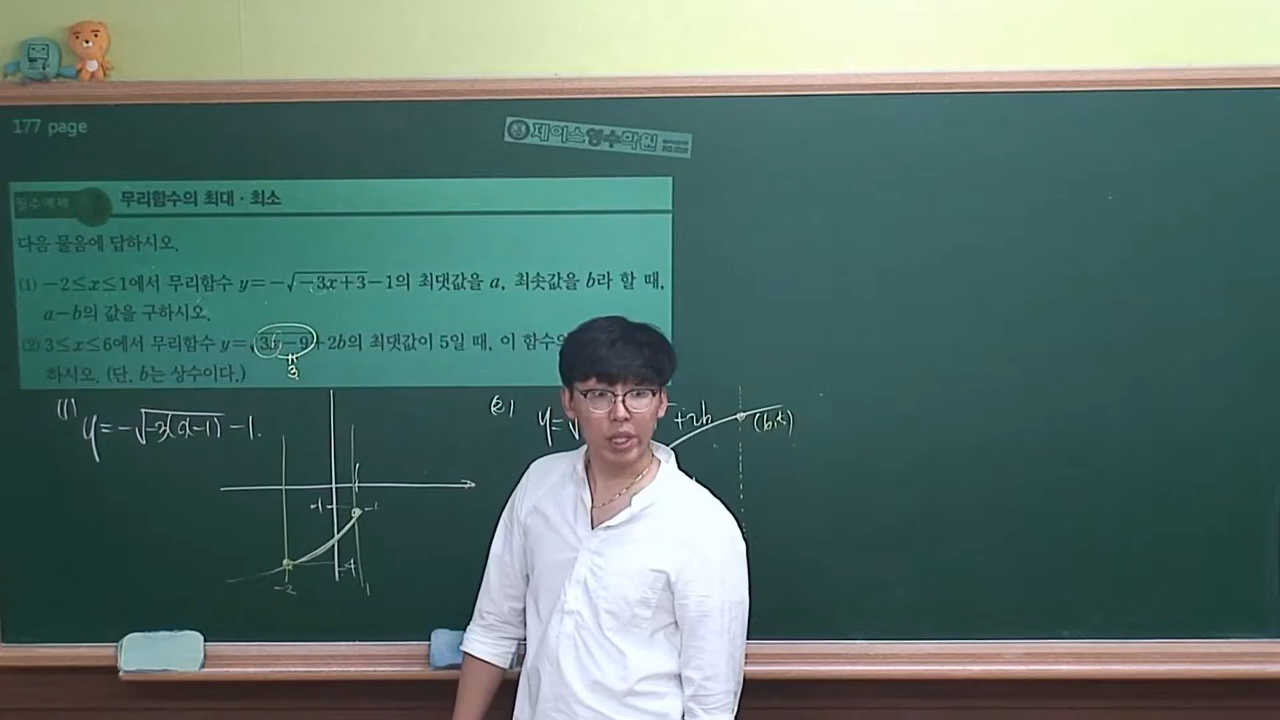 177 page
제이스영수학원
필수예제
무리함수의 최대 · 최소
다음 물음에 답하시오.
(1) −2≤x≤1에서 무리함수 y=−√−3x+3−1의 최댓값을 a, 최솟값을 b라 할 때,
a−b의 값을 구하시오.
(2) 3≤x≤6에서 무리함수 y=√3x−9+2b의 최댓값이 5일 때, 이 함수의
하시오. (단, b는 상수이다.)
3
(1) y=−√−3(x−1) −1.
(2) y=√ +2b
-1
-1
-4
-2
1